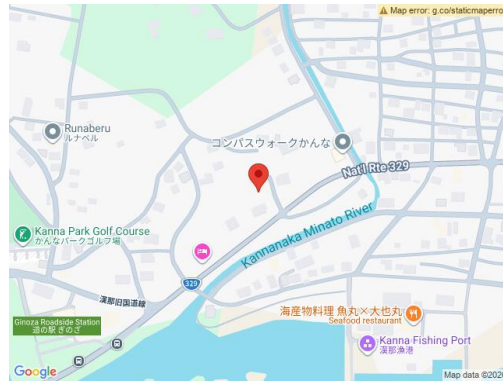 Map error: g.co/staticmaperro
Runaberu
ルナベル
コンパスウォークかんな
Nat'l Rte 329
Kanna Park Golf Course
かんなパークゴルフ場
Kannanaka Minato River
329
漢那旧国道線
Ginoza Roadside Station
道の駅 ぎのざ
海産物料理 魚丸×大也丸
Seafood restaurant
Kanna Fishing Port
漢那漁港
Google
Map data ©202